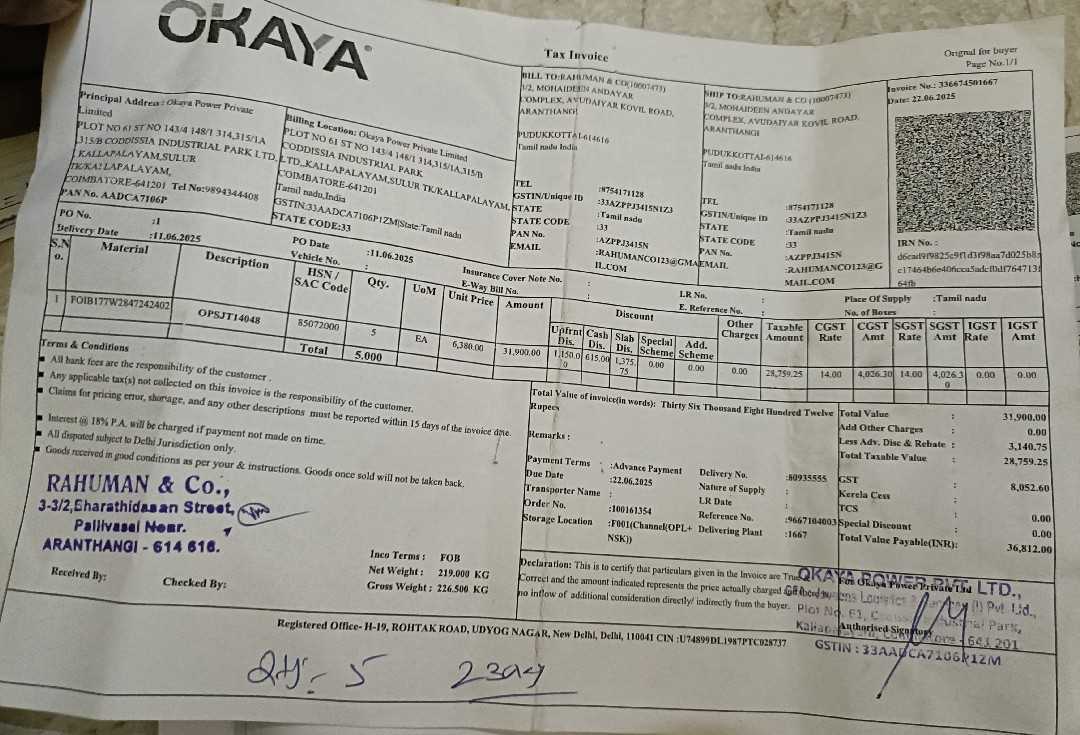 OKAYA
Tax Invoice
Orignal for buyer
Page No.1/1
Principal Addres : Okaya Power Private
Limited
PLOT NO 61 ST NO 143/4 148/1 314,315/1A
,315/B CODDISSIA INDUSTRIAL PARK LTD,
KALLAPALAYAM,SULUR
TK/KALLAPALAYAM,
COIMBATORE-641201 Tel No:9894344408
PAN No. AADCA7106P
Billing Location: Okaya Power Private Limited
PLOT NO 61 ST NO 143/4 148/1 314,315/1A,315/B
CODDISSIA INDUSTRIAL PARK
LTD,,KALLAPALAYAM,SULUR TK/KALLAPALAYAM,
COIMBATORE-641201
Tamil nadu,India
GSTIN:33AADCA7106P1ZM|State:Tamil nadu
STATE CODE:33
BILL TO:RAHUMAN & CO(10007473)
3/2, MOHAIDEEN ANDAYAR
COMPLEX, AVUDAIYAR KOVIL ROAD,
ARANTHANGI
PUDUKKOTTAI-614616
Tamil nadu India
TEL :8754171128
GSTIN/Unique ID :33AZPPJ3415N1Z3
STATE :Tamil nadu
STATE CODE :33
PAN No. :AZPPJ3415N
EMAIL :RAHUMANCO123@GMA
IL.COM
SHIP TO:RAHUMAN & CO (10007473)
3/2, MOHAIDEEN ANDAYAR
COMPLEX, AVUDAIYAR KOVIL ROAD,
ARANTHANGI
PUDUKKOTTAI-614616
Tamil nadu India
TEL :8754171128
GSTIN/Unique ID :33AZPPJ3415N1Z3
STATE :Tamil nadu
STATE CODE :33
PAN No. :AZPPJ3415N
EMAIL :RAHUMANCO123@G
MAIL.COM
Invoice No.: 336674501667
Date: 22.06.2025
IRN No. :
64fb
PO No. :1
PO Date :11.06.2025
Insurance Cover Note No. :
LR No. :
Place Of Supply :Tamil nadu
Delivery Date :11.06.2025
Vehicle No. :
E-Way Bill No. :
E. Reference No. :
No. of Boxes :
S.N o. Material Description HSN / SAC Code Qty. UoM Unit Price Amount Discount Other Charges Taxable Amount CGST Rate CGST Amt SGST Rate SGST Amt IGST Rate IGST Amt
Upfrnt Dis. Cash Dis. Slab Dis. Special Scheme Add. Scheme
1 FOIB177W2847242402 OPSJT14048 85072000 5 EA 6,380.00 31,900.00 1,150.00 615.00 1,375.75 0.00 0.00 0.00 28,759.25 14.00 4,026.30 14.00 4,026.30 0.00 0.00
Total 5.000
Terms & Conditions
All bank fees are the responsibility of the customer .
Any applicable tax(s) not collected on this invoice is the responsibility of the customer.
Claims for pricing error, shortage, and any other descriptions must be reported within 15 days of the invoice date.
Interest @ 18% P.A. will be charged if payment not made on time.
All disputed subject to Delhi Jurisdiction only.
Goods received in good conditions as per your & instructions. Goods once sold will not be taken back.
RAHUMAN & Co.,
3-3/2,Bharathidasan Street,
Pallivasal Near.
ARANTHANGI - 614 616.
Inco Terms : FOB
Net Weight : 219.000 KG
Gross Weight : 226.500 KG
Received By:
Checked By:
Total Value of invoice(in words): Thirty Six Thousand Eight Hundred Twelve
Rupees
Remarks :
Payment Terms :Advance Payment
Due Date :22.06.2025
Transporter Name :
Order No. :100161354
Storage Location :F001(Channel(OPL+
NSK))
Delivery No. :80935555
Nature of Supply :
LR Date :
Reference No. :9667104003
Delivering Plant :1667
Total Value : 31,900.00
Add Other Charges : 0.00
Less Adv. Disc & Rebate : 3,140.75
Total Taxable Value : 28,759.25
GST : 8,052.60
Kerela Cess : 0.00
TCS : 0.00
Special Discount : 0.00
Total Value Payable(INR): 36,812.00
Declaration: This is to certify that particulars given in the Invoice are True
Correct and the amount indicated represents the price actually charged
no inflow of additional consideration directly/ indirectly from the buyer.
For Okaya Power Private Ltd
Authorised Signatory
OKAYA POWER PVT. LTD.,
Pvt. Ltd.,
Plot No. 61,
Park,
641 201
GSTIN : 33AADCA7106P1ZM
Registered Office- H-19, ROHTAK ROAD, UDYOG NAGAR, New Delhi, Delhi, 110041 CIN :U74899DL1987PTC028737
Qty:- 5